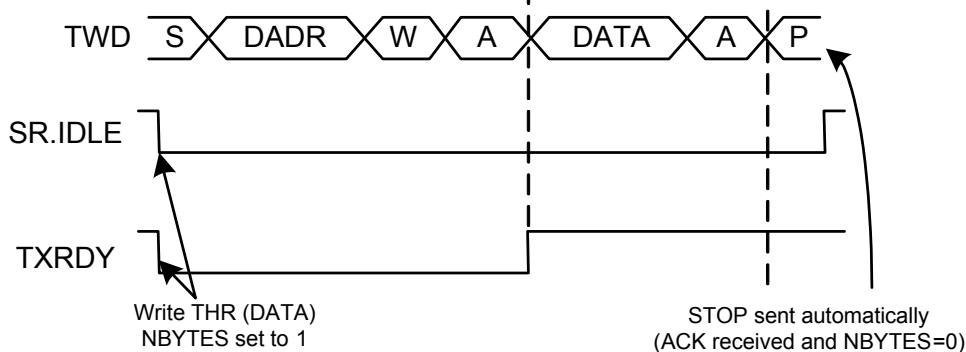 TWD S DADR W A DATA A P
SR.IDLE
TXRDY
Write THR (DATA)
NBYTES set to 1
STOP sent automatically
(ACK received and NBYTES=0)